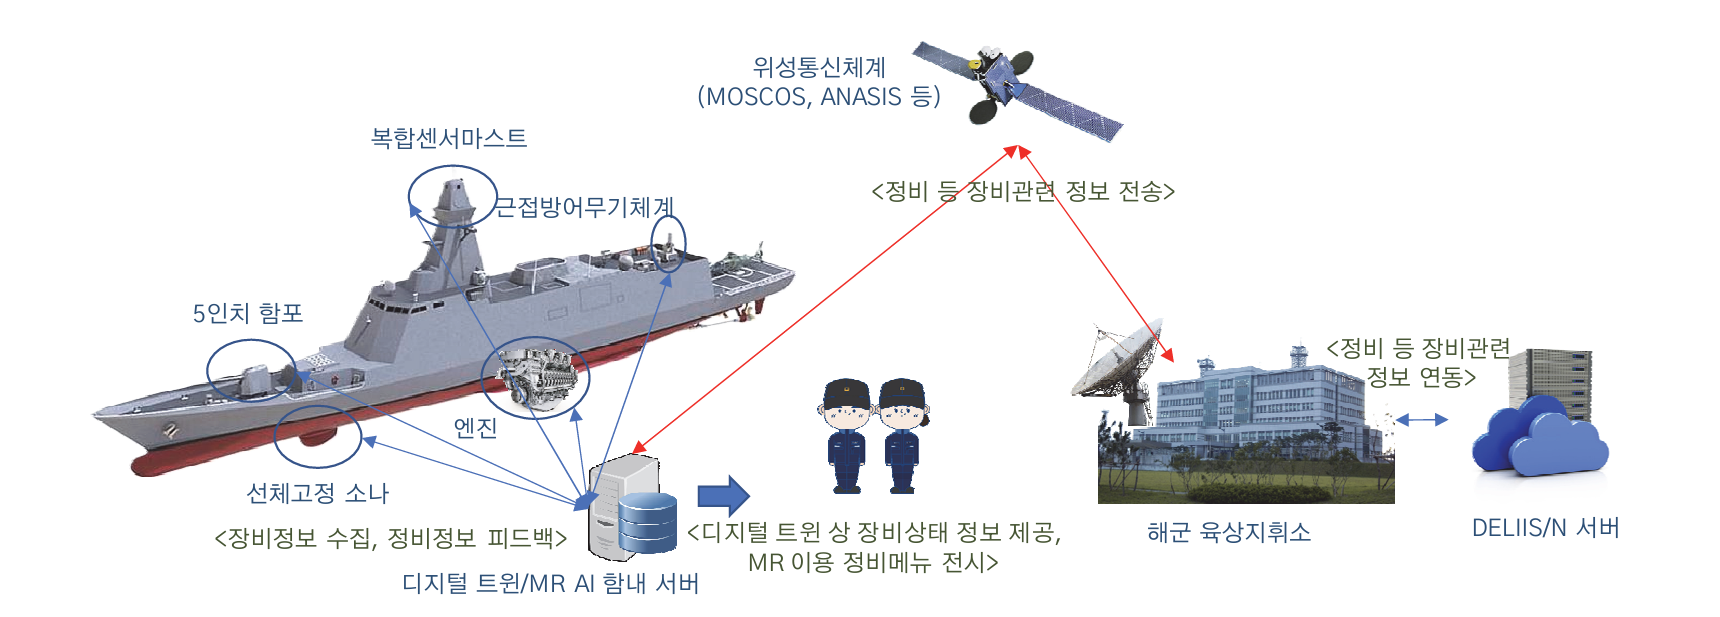 위성통신체계
(MOSCOS, ANASIS 등)
복합센서마스트
<정비 등 장비관련 정보 전송>
근접방어무기체계
5인치 함포
<정비 등 장비관련
정보 연동>
엔진
선체고정 소나
<장비정보 수집, 정비정보 피드백>
디지털 트윈/MR AI 함내 서버
<디지털 트윈 상 장비상태 정보 제공,
MR 이용 정비메뉴 전시>
해군 육상지휘소
DELIIS/N 서버